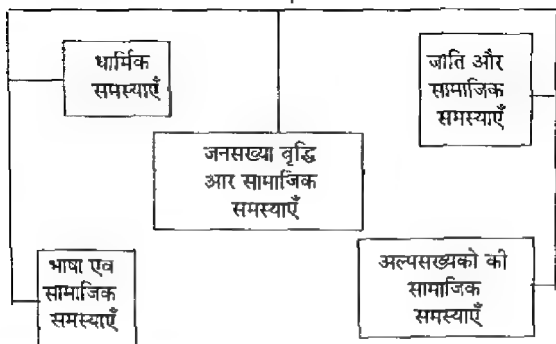 धार्मिक
समस्याएँ
जाति और
सामाजिक
समस्याएँ
जनसख्या वृद्धि
आर सामाजिक
समस्याएँ
भाषा एव
सामाजिक
समस्याएँ
अल्पसख्यको की
सामाजिक
समस्याएँ